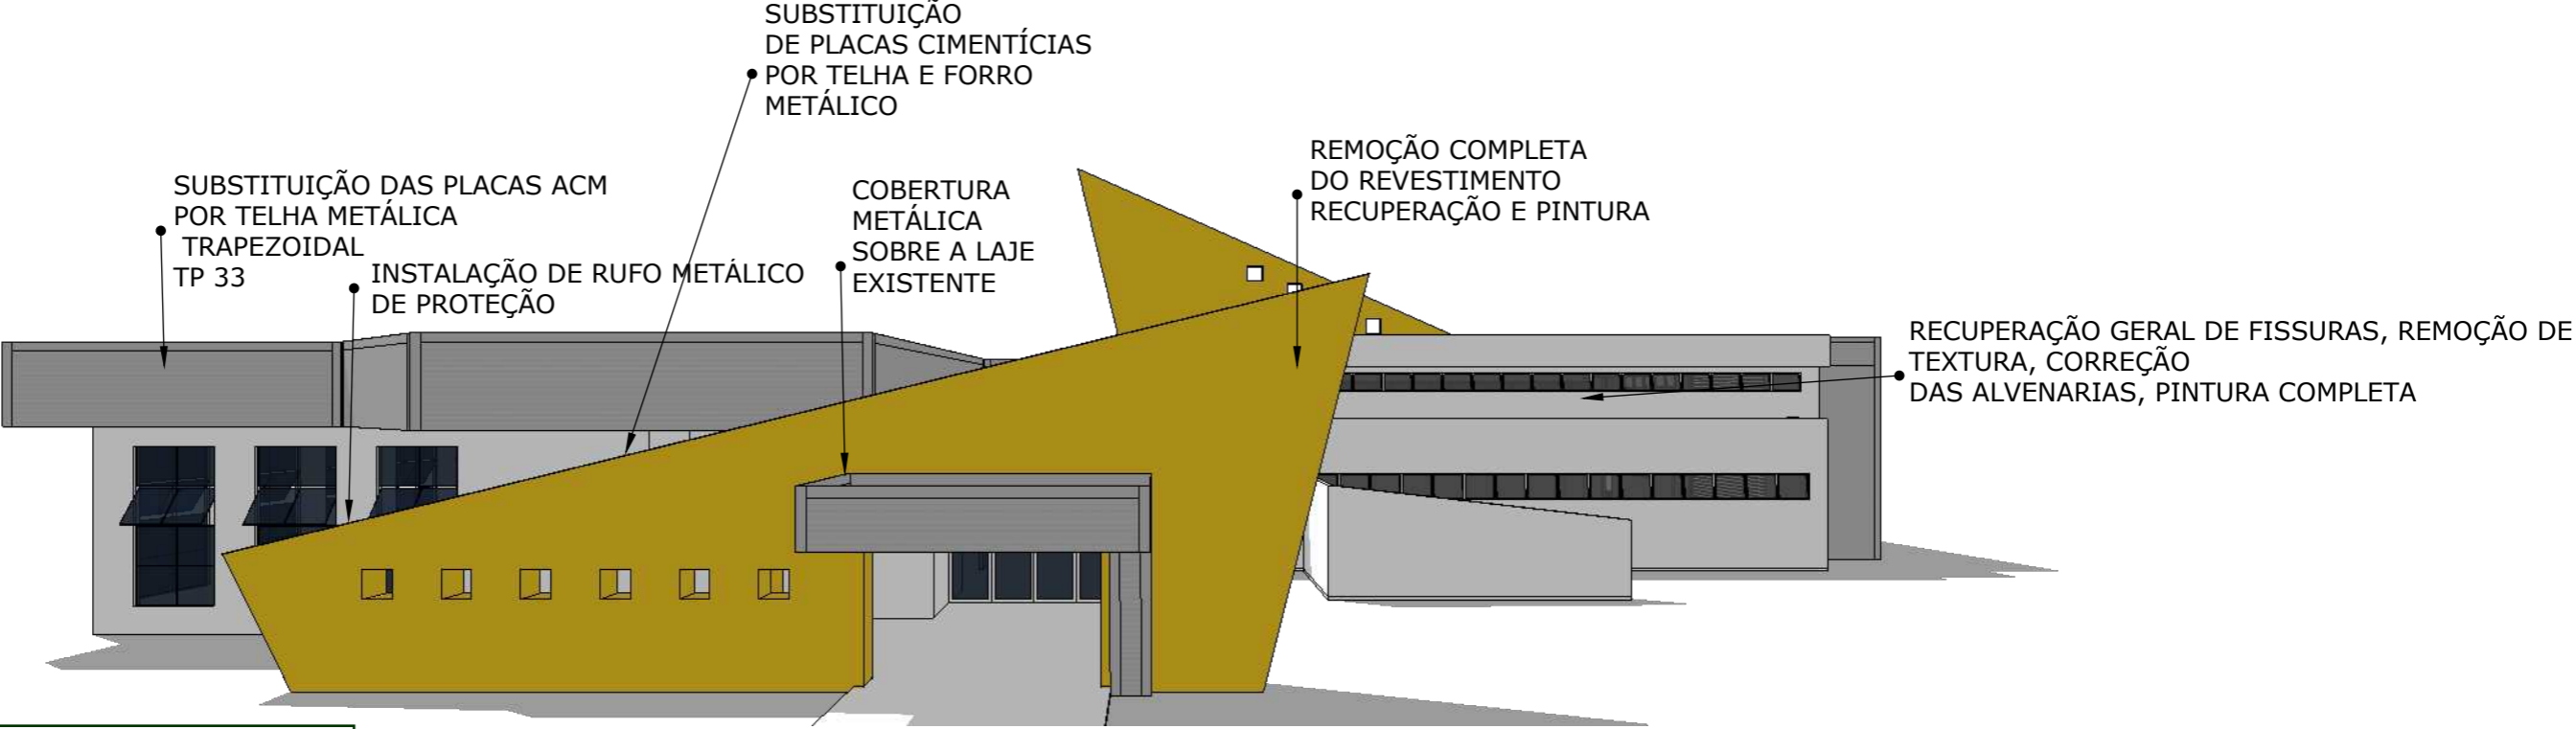 SUBSTITUIÇÃO
DE PLACAS CIMENTÍCIAS
POR TELHA E FORRO
METÁLICO
SUBSTITUIÇÃO DAS PLACAS ACM
POR TELHA METÁLICA
TRAPEZOIDAL
TP 33
INSTALAÇÃO DE RUFO METÁLICO
DE PROTEÇÃO
COBERTURA
METÁLICA
SOBRE A LAJE
EXISTENTE
REMOÇÃO COMPLETA
DO REVESTIMENTO
RECUPERAÇÃO E PINTURA
RECUPERAÇÃO GERAL DE FISSURAS, REMOÇÃO DE
TEXTURA, CORREÇÃO
DAS ALVENARIAS, PINTURA COMPLETA